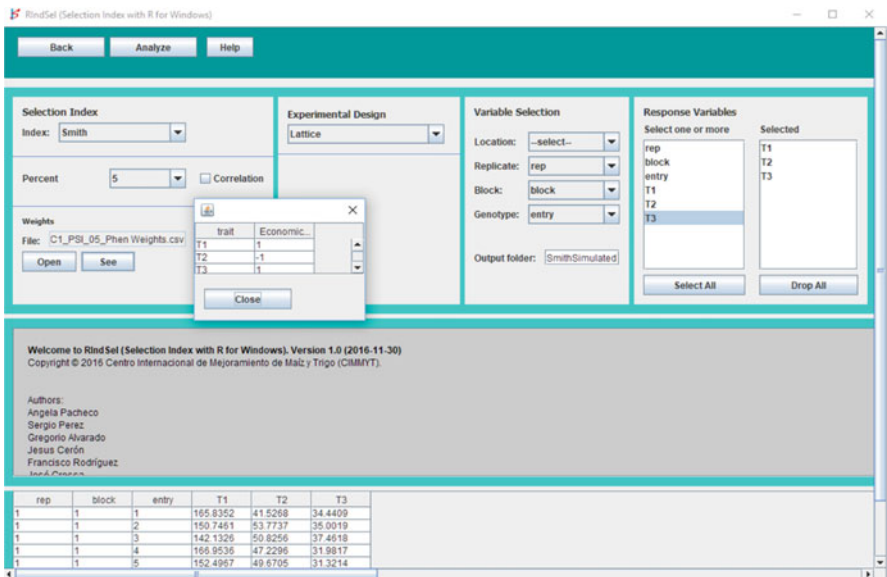 RIndSel (Selection Index with R for Windows)
Back Analyze Help
Selection Index
Index: Smith
Percent 5 Correlation
Weights
File: C1_PSI_05_Phen Weights.csv
Open See
trait Economic...
T1 1
T2 -1
T3 1
Close
Experimental Design
Lattice
Variable Selection
Location: --select--
Replicate: rep
Block: block
Genotype: entry
Output folder: SmithSimulated
Response Variables
Select one or more Selected
rep T1
block T2
entry T3
T1
T2
T3
Select All Drop All
Welcome to RIndSel (Selection Index with R for Windows). Version 1.0 (2016-11-30)
Copyright © 2016 Centro Internacional de Mejoramiento de Maíz y Trigo (CIMMYT).
Authors:
Angela Pacheco
Sergio Perez
Gregorio Alvarado
Jesus Cerón
Francisco Rodríguez
José Crossa
rep block entry T1 T2 T3
1 1 1 165.8352 41.5268 34.4409
1 1 2 150.7461 53.7737 35.0019
1 1 3 142.1326 50.8256 37.4618
1 1 4 166.9536 47.2296 31.9817
1 1 5 152.4967 49.6705 31.3214